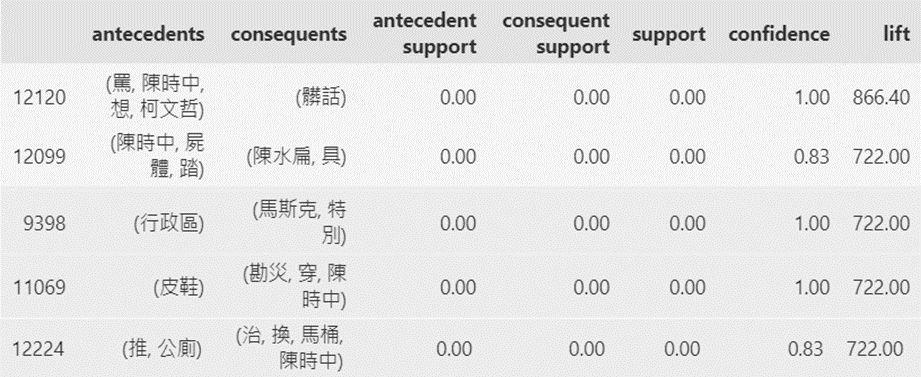 antecedents consequents antecedent support consequent support support confidence lift
12120 (罵, 陳時中, 想, 柯文哲) (髒話) 0.00 0.00 0.00 1.00 866.40
12099 (陳時中, 屍體, 踏) (陳水扁, 具) 0.00 0.00 0.00 0.83 722.00
9398 (行政區) (馬斯克, 特別) 0.00 0.00 0.00 1.00 722.00
11069 (皮鞋) (勘災, 穿, 陳時中) 0.00 0.00 0.00 1.00 722.00
12224 (推, 公廁) (治, 換, 馬桶, 陳時中) 0.00 0.00 0.00 0.83 722.00